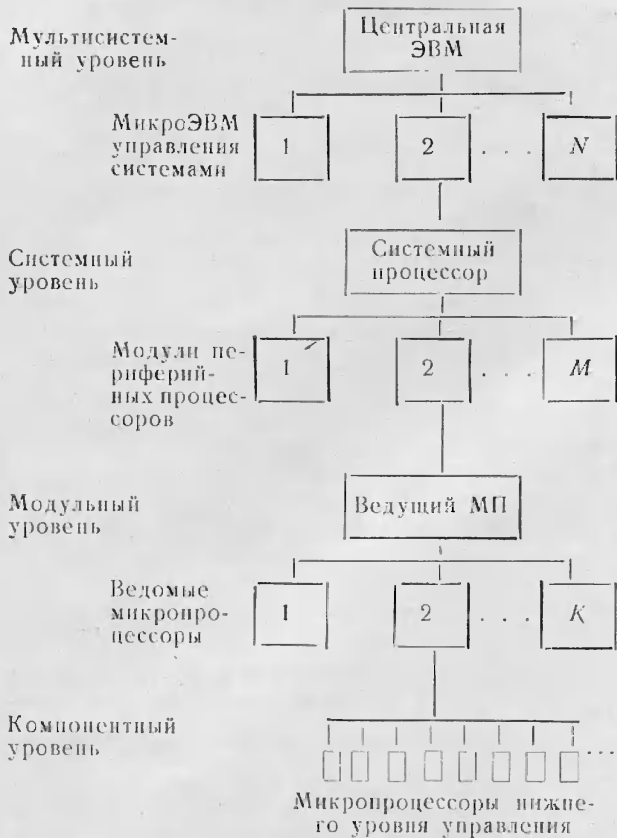 Мультисистем-
ный уровень
Центральная
ЭВМ
МикроЭВМ
управления
системами
1
2
. . .
N
Системный
уровень
Системный
процессор
Модули пе-
риферий-
ных процес-
соров
1
2
. . .
M
Модульный
уровень
Ведущий МП
Ведомые
микропро-
цессоры
1
2
. . .
K
Компонентный
уровень
...
Микропроцессоры нижне-
го уровня управления